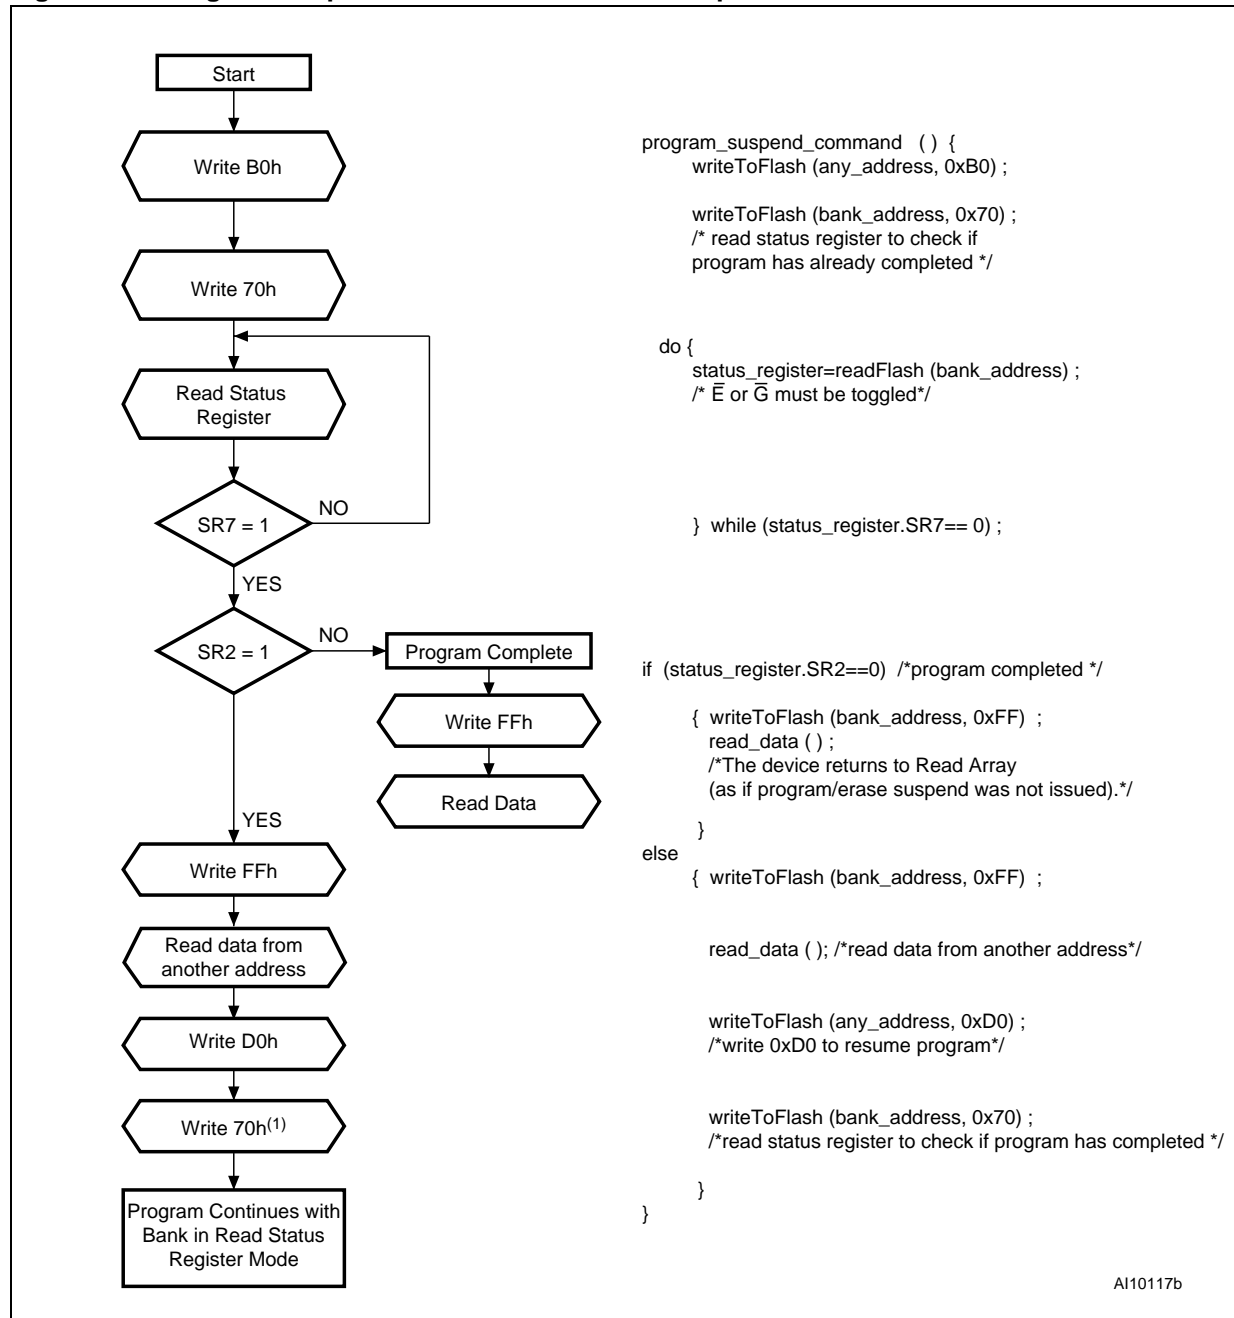 Start
Write B0h
Write 70h
Read Status
Register
SR7 = 1
NO
YES
SR2 = 1
NO
Program Complete
Write FFh
Read Data
YES
Write FFh
Read data from
another address
Write D0h
Write 70h(1)
Program Continues with
Bank in Read Status
Register Mode
program_suspend_command ( ) {
writeToFlash (any_address, 0xB0) ;
writeToFlash (bank_address, 0x70) ;
/* read status register to check if
program has already completed */
do {
status_register=readFlash (bank_address) ;
/* E̅ or G̅ must be toggled*/
} while (status_register.SR7== 0) ;
if (status_register.SR2==0) /*program completed */
{ writeToFlash (bank_address, 0xFF) ;
read_data ( ) ;
/*The device returns to Read Array
(as if program/erase suspend was not issued).*/
}
else
{ writeToFlash (bank_address, 0xFF) ;
read_data ( ); /*read data from another address*/
writeToFlash (any_address, 0xD0) ;
/*write 0xD0 to resume program*/
writeToFlash (bank_address, 0x70) ;
/*read status register to check if program has completed */
}
}
AI10117b